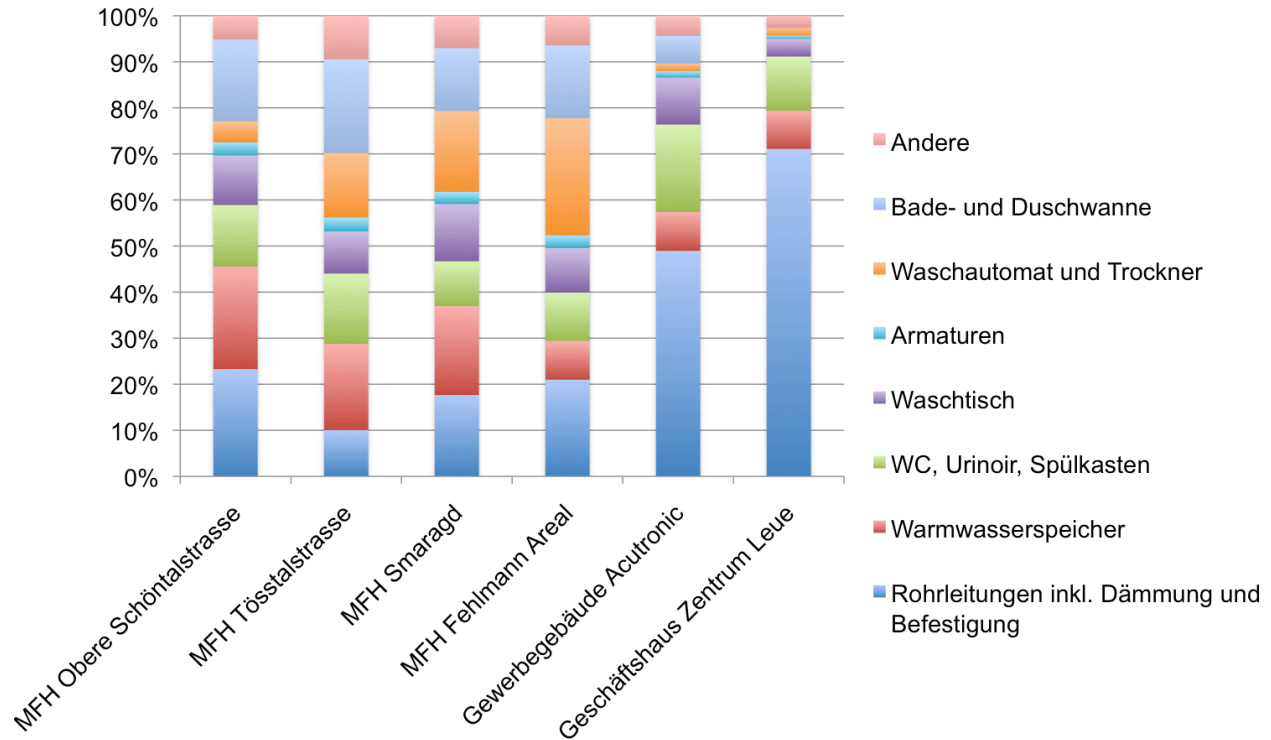 100%
90%
80%
70%
60%
50%
40%
30%
20%
10%
0%
MFH Obere Schöntalstrasse
MFH Tösstalstrasse
MFH Smaragd
MFH Fehlmann Areal
Gewerbegebäude Acutronic
Geschäftshaus Zentrum Leue
Andere
Bade- und Duschwanne
Waschautomat und Trockner
Armaturen
Waschtisch
WC, Urinoir, Spülkasten
Warmwasserspeicher
Rohrleitungen inkl. Dämmung und
Befestigung